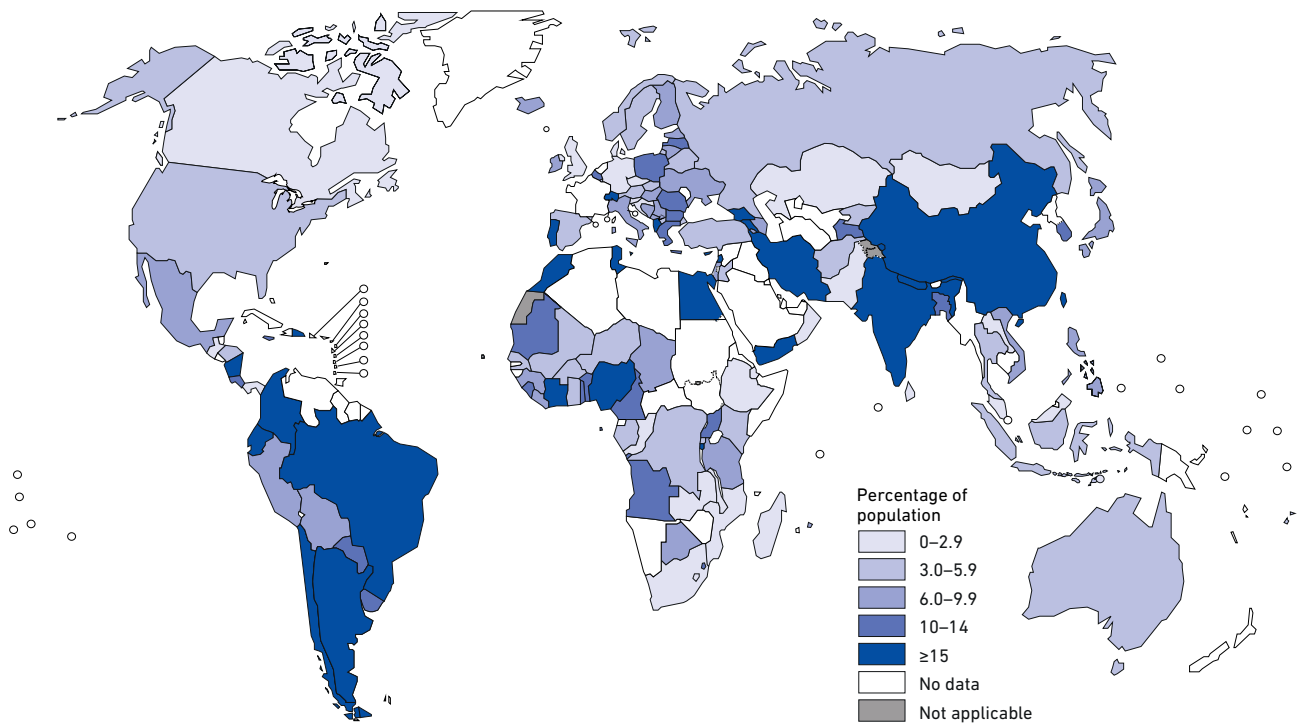 Percentage of
population
0–2.9
3.0–5.9
6.0–9.9
10–14
≥15
No data
Not applicable